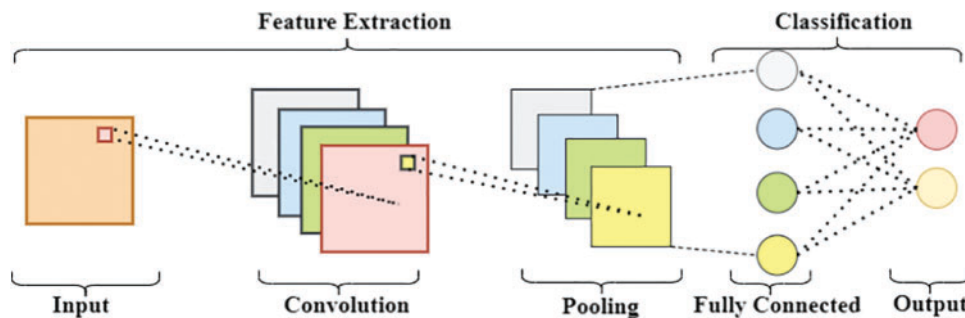 Feature Extraction
Classification
Input
Convolution
Pooling
Fully Connected
Output